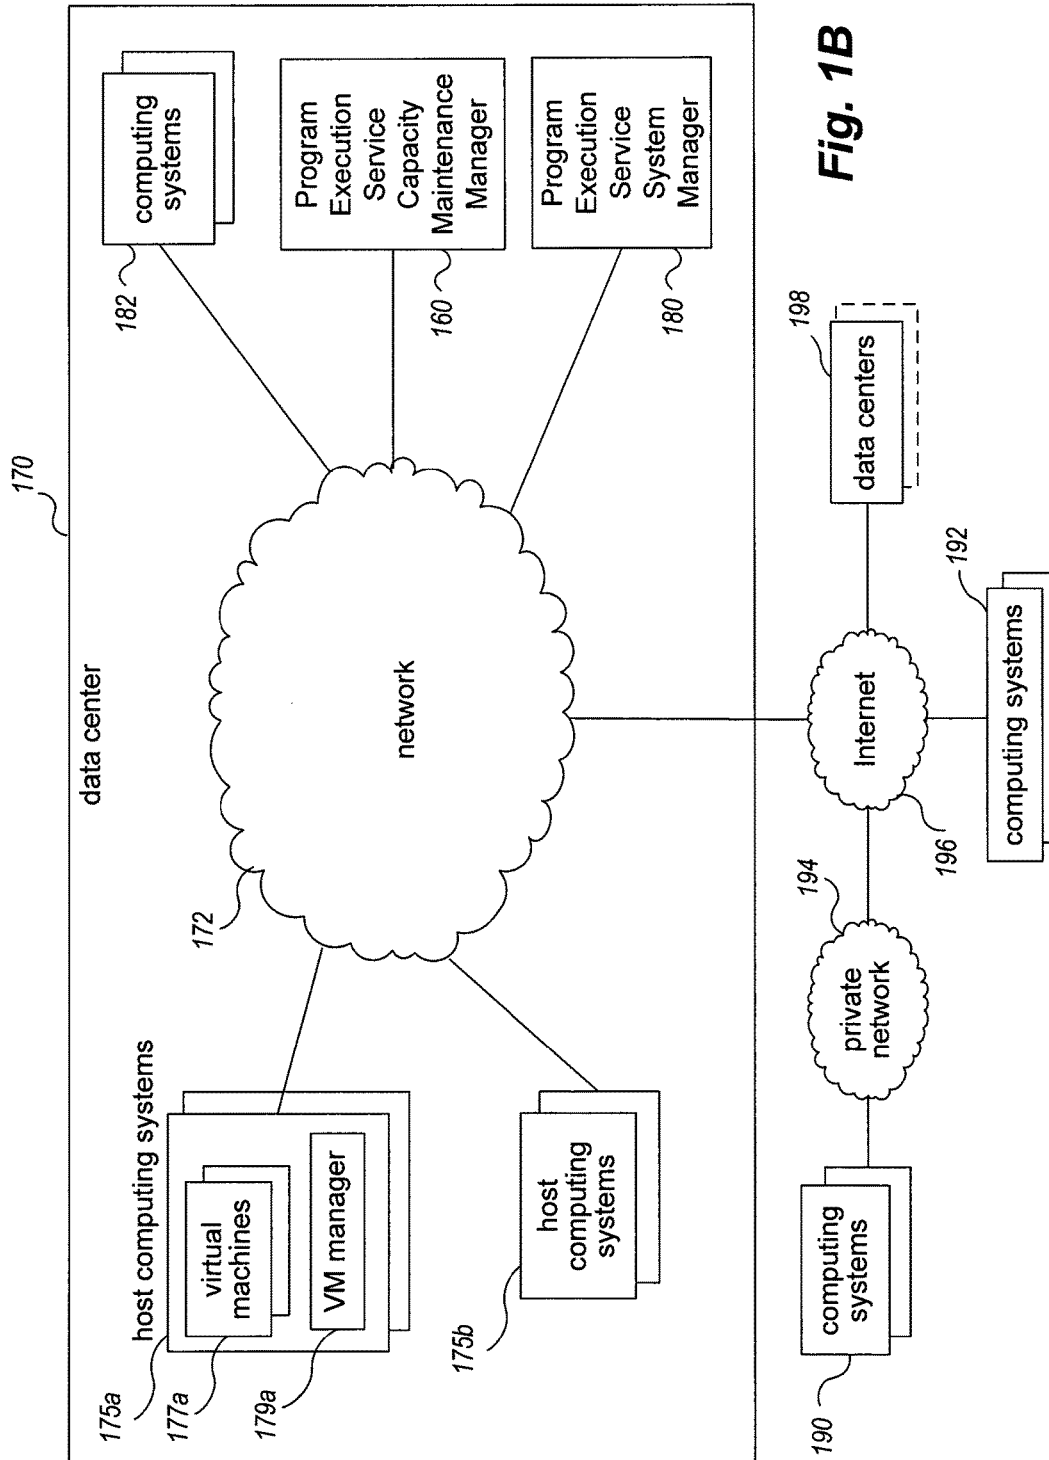 170
data center
host computing systems
175a
virtual
machines
177a
VM manager
179a
host
computing
systems
175b
172
network
computing
systems
182
Program
Execution
Service
Capacity
Maintenance
Manager
160
Program
Execution
Service
System
Manager
180
computing
systems
190
private
network
194
Internet
196
computing systems
192
data centers
198
Fig. 1B